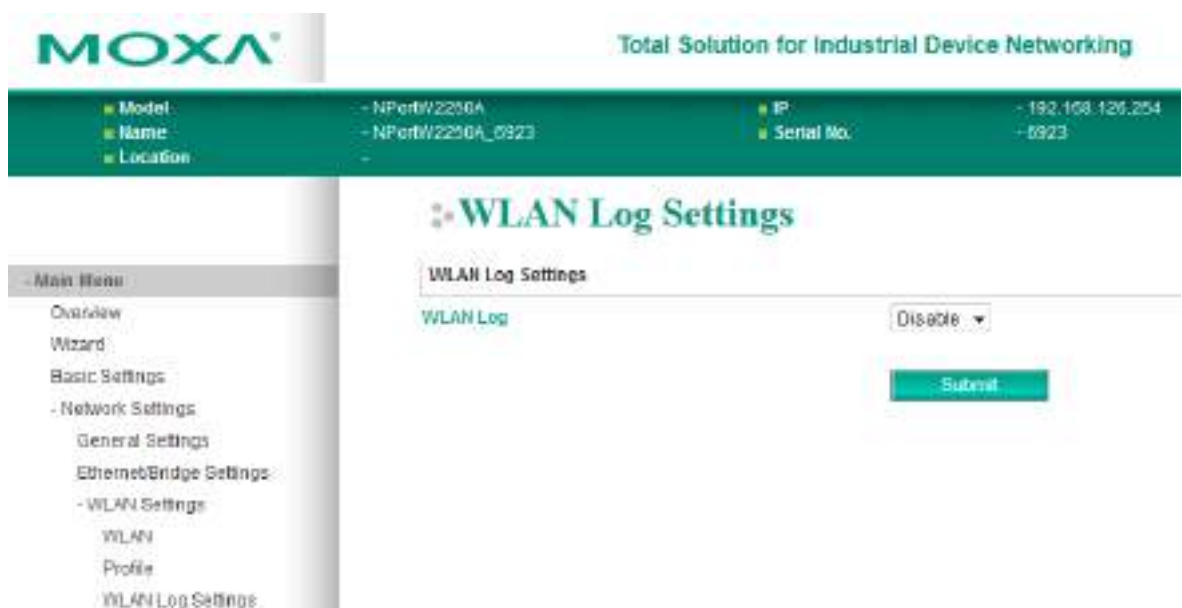 MOXA
Total Solution for Industrial Device Networking
Model - NPortW2250A IP - 192.168.126.254
Name - NPortW2250A_6923 Serial No. - 6923
Location -
WLAN Log Settings
- Main Menu
WLAN Log Settings
Overview
WLAN Log Disable
Wizard
Basic Settings
Submit
- Network Settings
General Settings
Ethernet/Bridge Settings
- WLAN Settings
WLAN
Profile
WLAN Log Settings